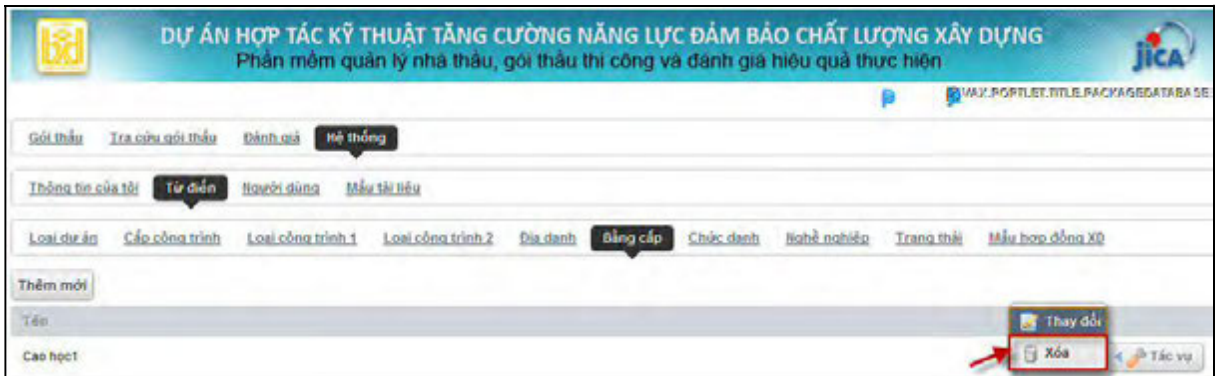 DỰ ÁN HỢP TÁC KỸ THUẬT TĂNG CƯỜNG NĂNG LỰC ĐẢM BẢO CHẤT LƯỢNG XÂY DỰNG
Phần mềm quản lý nhà thầu, gói thầu thi công và đánh giá hiệu quả thực hiện
jica
VAX.PORTLET.TITLE.PACKAGEDATABASE
Gói thầu Tra cứu gói thầu Đánh giá Hệ thống
Thông tin của tôi Từ điển Người dùng Mẫu tài liệu
Loại dự án Cấp công trình Loại công trình 1 Loại công trình 2 Địa danh Bằng cấp Chức danh Nghề nghiệp Trạng thái Mẫu hợp đồng XD
Thêm mới
Tên
Thay đổi
Cao học1 Xóa Tác vụ